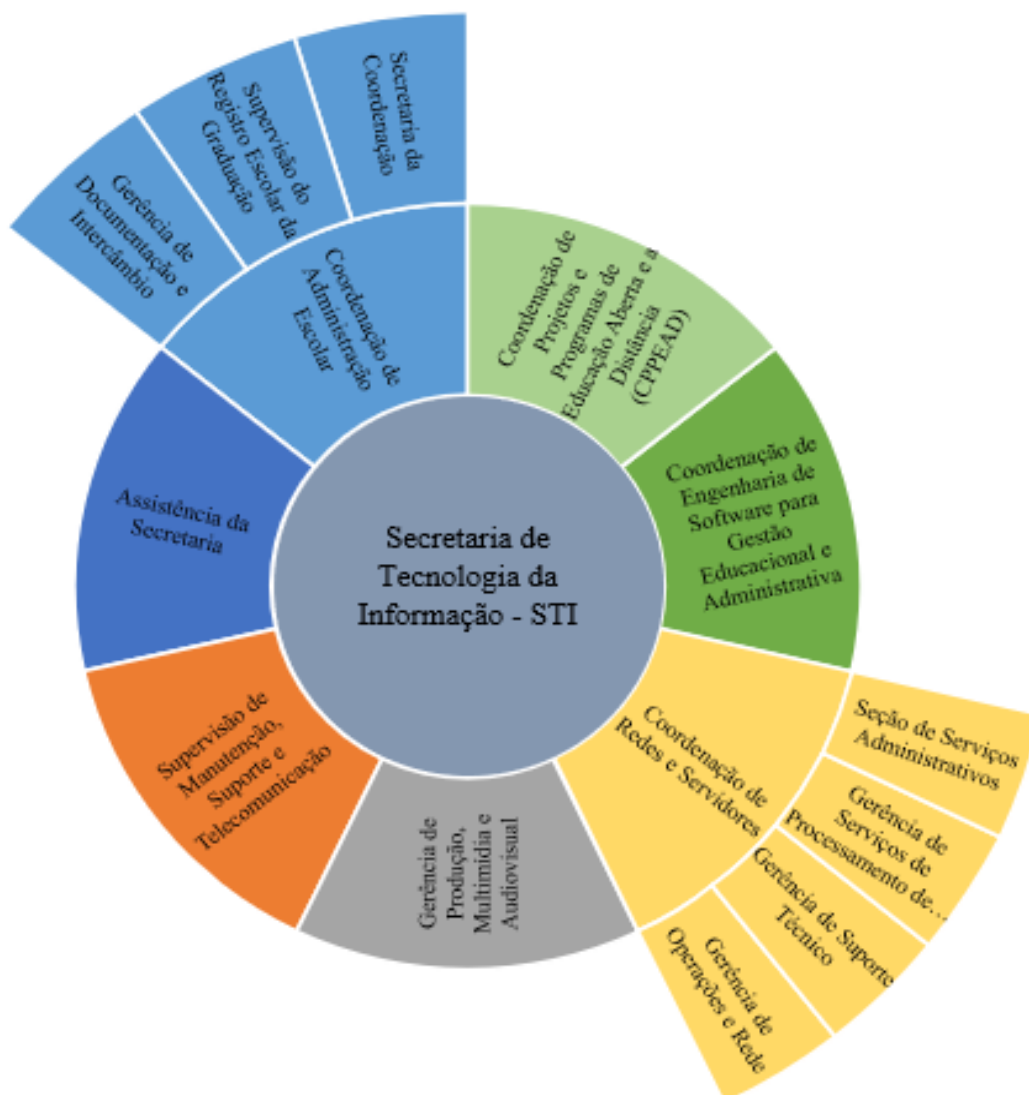 Secretaria de
Tecnologia da
Informação - STI
Coordenação de
Projetos e
Programas de
Educação Aberta e a
Distância
(CPPEAD)
Coordenação de
Engenharia de
Software para
Gestão
Educacional e
Administrativa
Coordenação de
Redes e Servidores
Seção de Serviços
Administrativos
Gerência de
Serviços de
Processamento de...
Gerência de Suporte
Técnico
Gerência de
Operações e Rede
Gerência de
Produção,
Multimídia e
Audiovisual
Supervisão de
Manutenção,
Suporte e
Telecomunicação
Assistência da
Secretaria
Coordenação de
Administração
Escolar
Gerência de
Documentação e
Intercâmbio
Supervisão do
Registro Escolar da
Graduação
Secretaria da
Coordenação